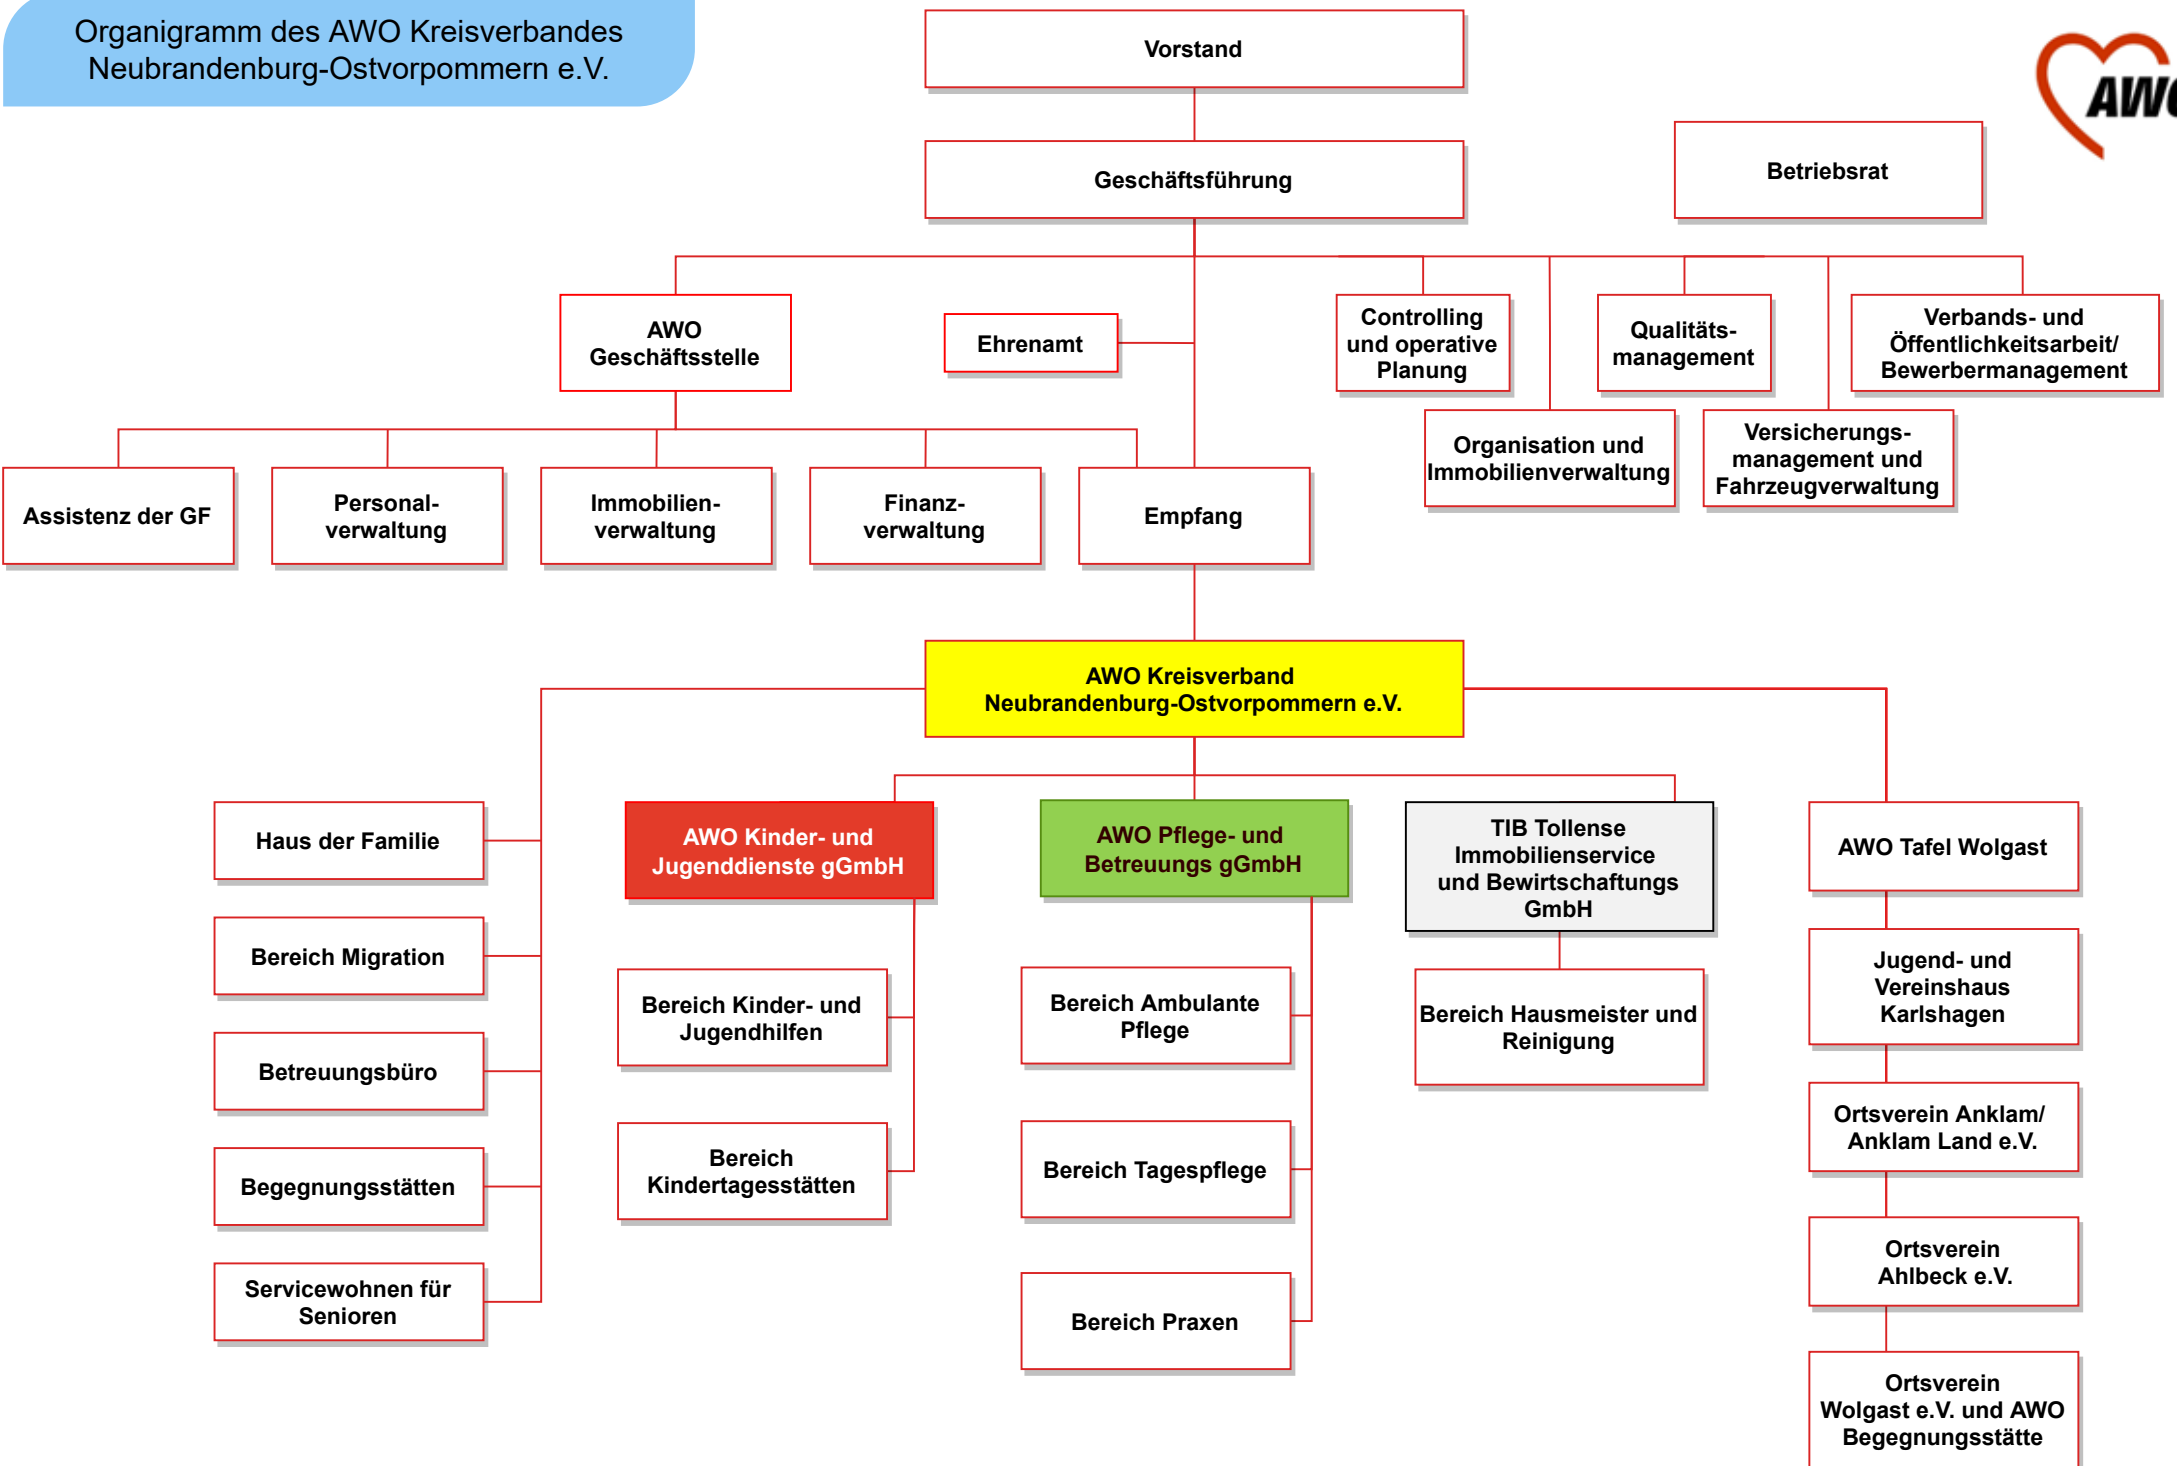 Organigramm des AWO Kreisverbandes
Neubrandenburg-Ostvorpommern e.V.
Vorstand
Geschäftsführung
Betriebsrat
AWO
Geschäftsstelle
Ehrenamt
Controlling
und operative
Planung
Qualitäts-
management
Verbands- und
Öffentlichkeitsarbeit/
Bewerbermanagement
Organisation und
Immobilienverwaltung
Versicherungs-
management und
Fahrzeugverwaltung
Assistenz der GF
Personal-
verwaltung
Immobilien-
verwaltung
Finanz-
verwaltung
Empfang
AWO Kreisverband
Neubrandenburg-Ostvorpommern e.V.
Haus der Familie
Bereich Migration
Betreuungsbüro
Begegnungsstätten
Servicewohnen für
Senioren
AWO Kinder- und
Jugenddienste gGmbH
Bereich Kinder- und
Jugendhilfen
Bereich
Kindertagesstätten
AWO Pflege- und
Betreuungs gGmbH
Bereich Ambulante
Pflege
Bereich Tagespflege
Bereich Praxen
TIB Tollense
Immobilienservice
und Bewirtschaftungs
GmbH
Bereich Hausmeister und
Reinigung
AWO Tafel Wolgast
Jugend- und
Vereinshaus
Karlshagen
Ortsverein Anklam/
Anklam Land e.V.
Ortsverein
Ahlbeck e.V.
Ortsverein
Wolgast e.V. und AWO
Begegnungsstätte